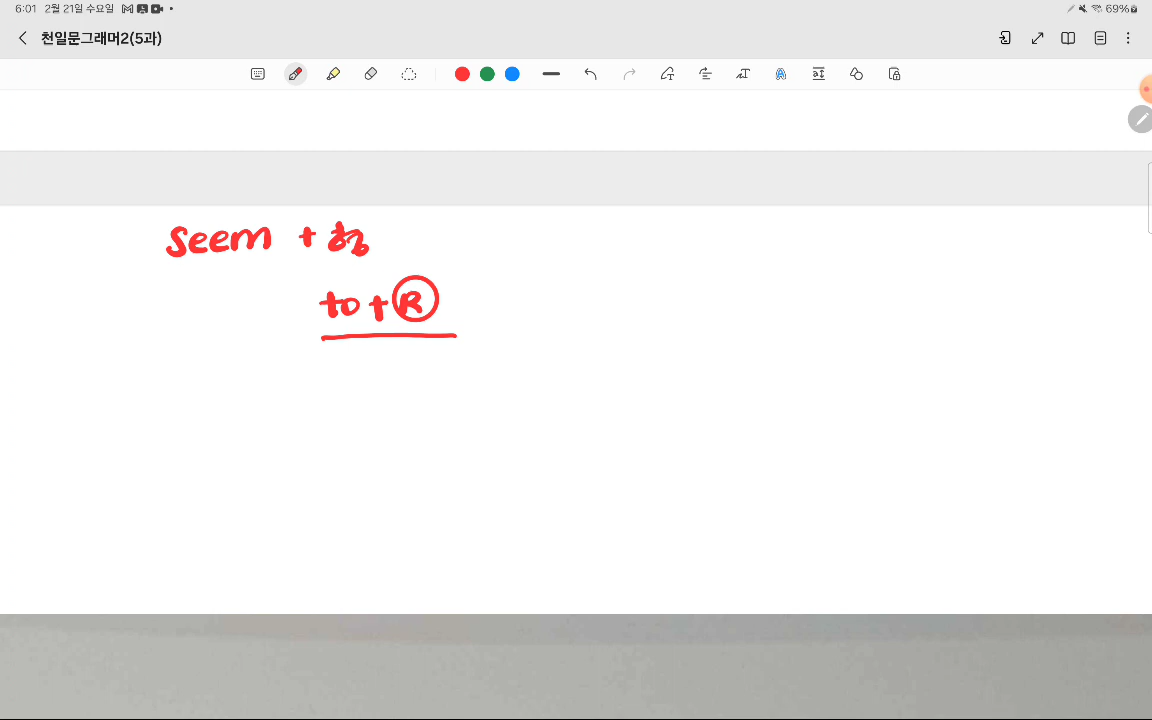 6:01 2월 21일 수요일
69%
천일문그래머2(5과)
seem + 형
to + R